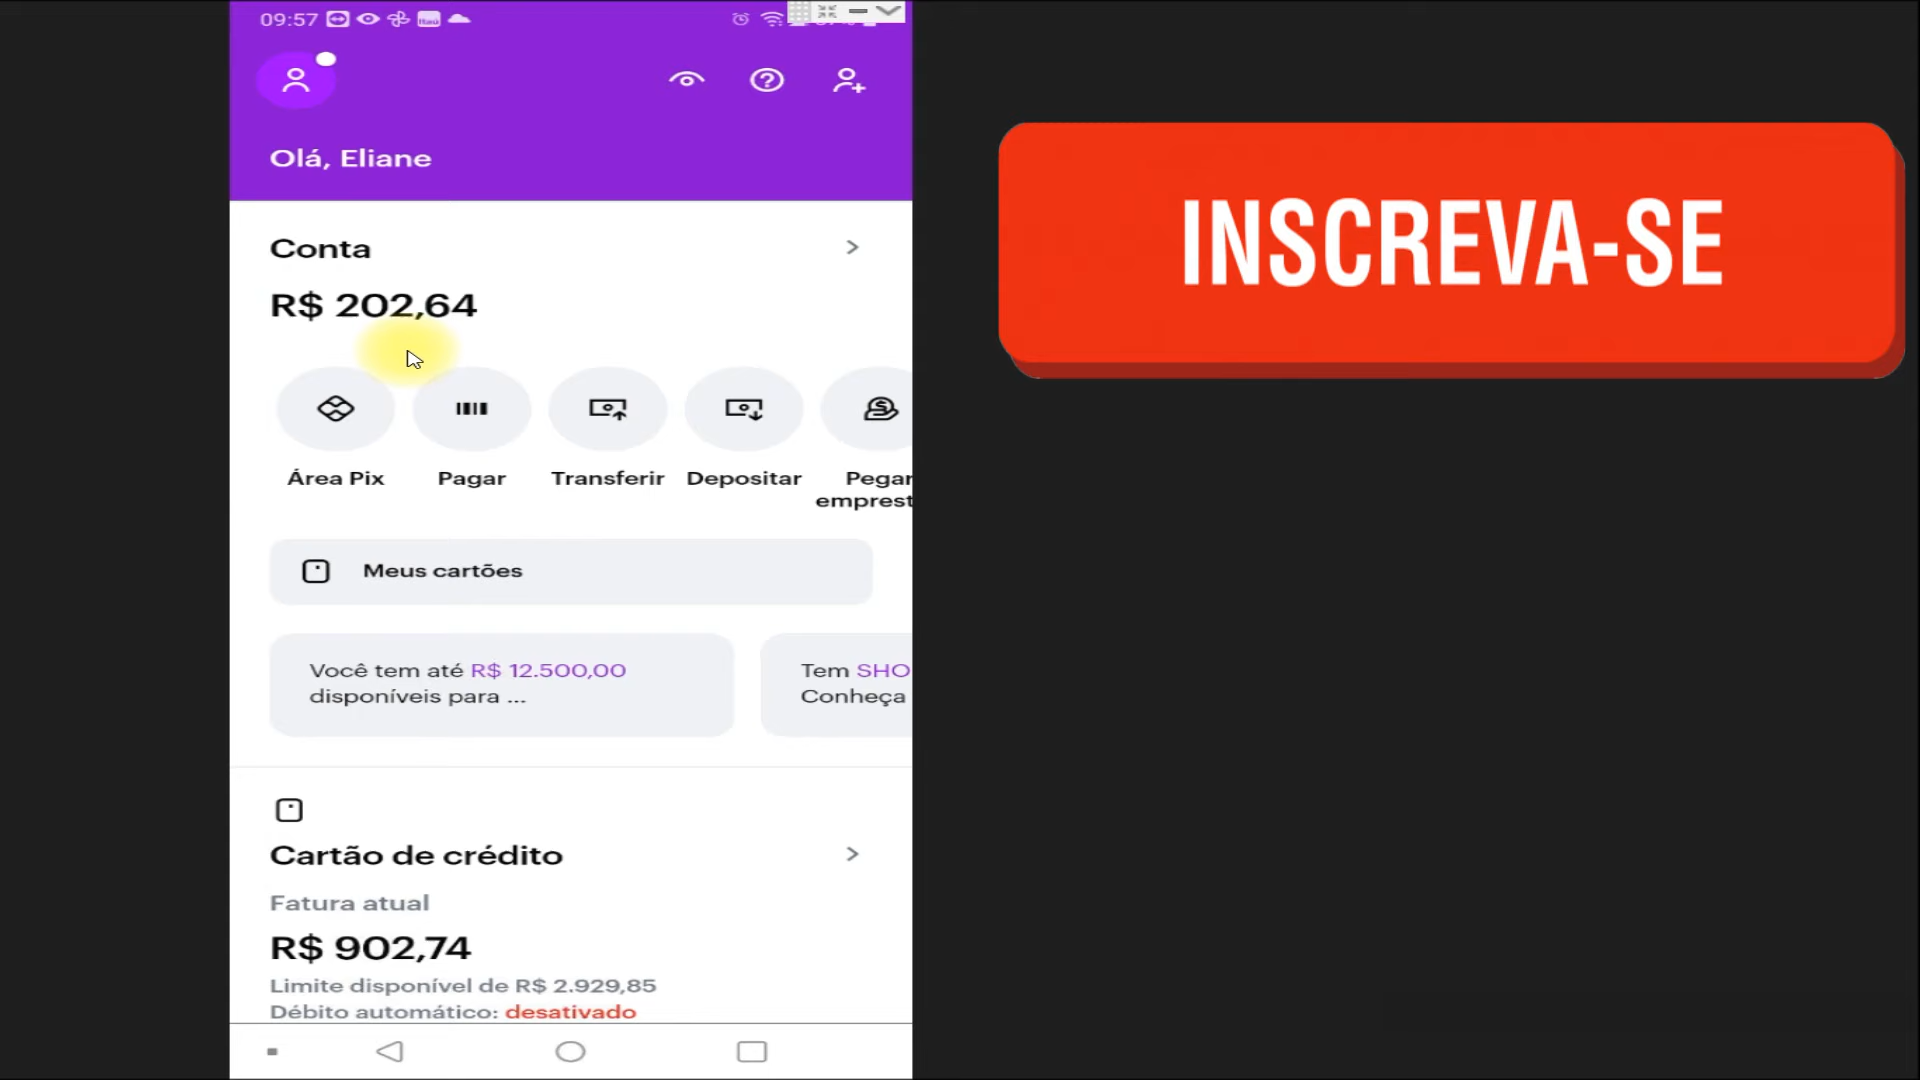 09:57
Olá, Eliane
Conta
R$ 202,64
Área Pix
Pagar
Transferir
Depositar
Pegar
emprest
Meus cartões
Você tem até R$ 12.500,00
disponíveis para ...
Tem SHO
Conheça
Cartão de crédito
Fatura atual
R$ 902,74
Limite disponível de R$ 2.929,85
Débito automático: desativado
INSCREVA-SE